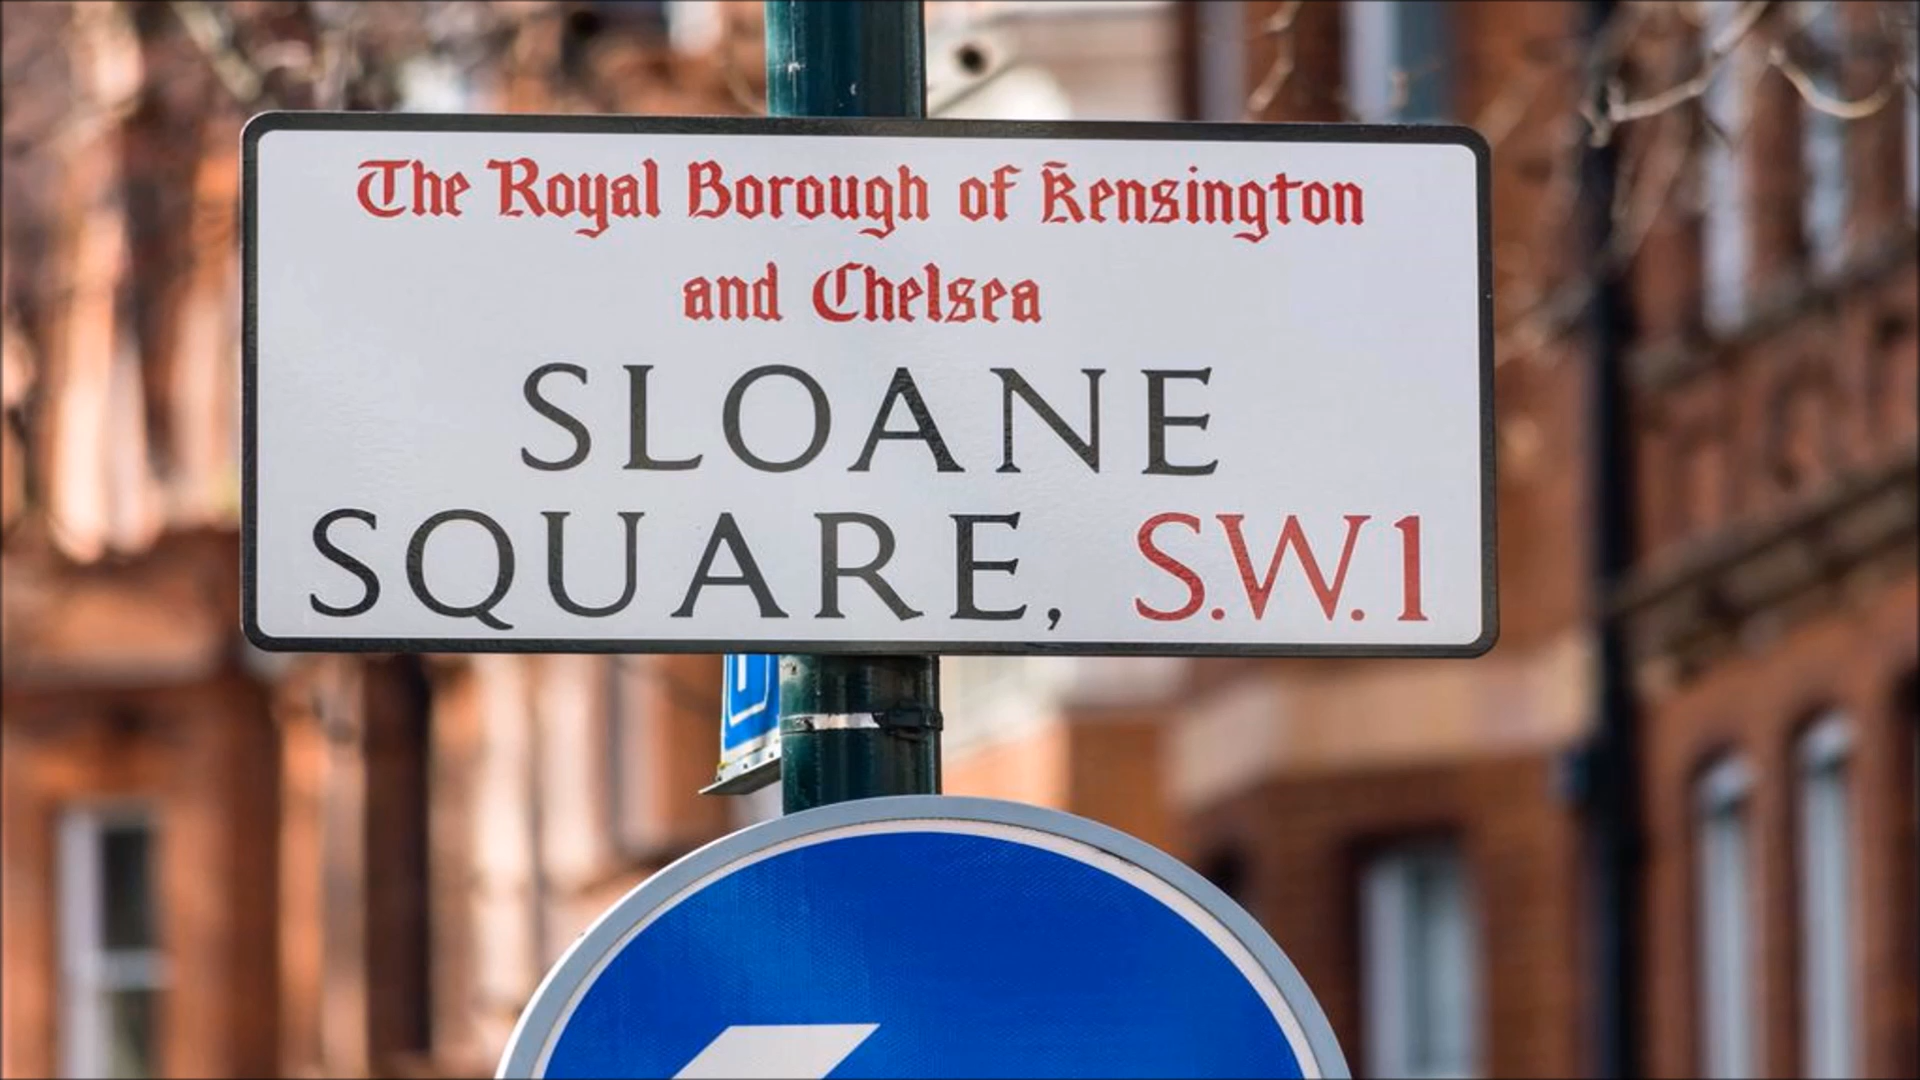 The Royal Borough of Kensington
and Chelsea
SLOANE
SQUARE, S.W.1